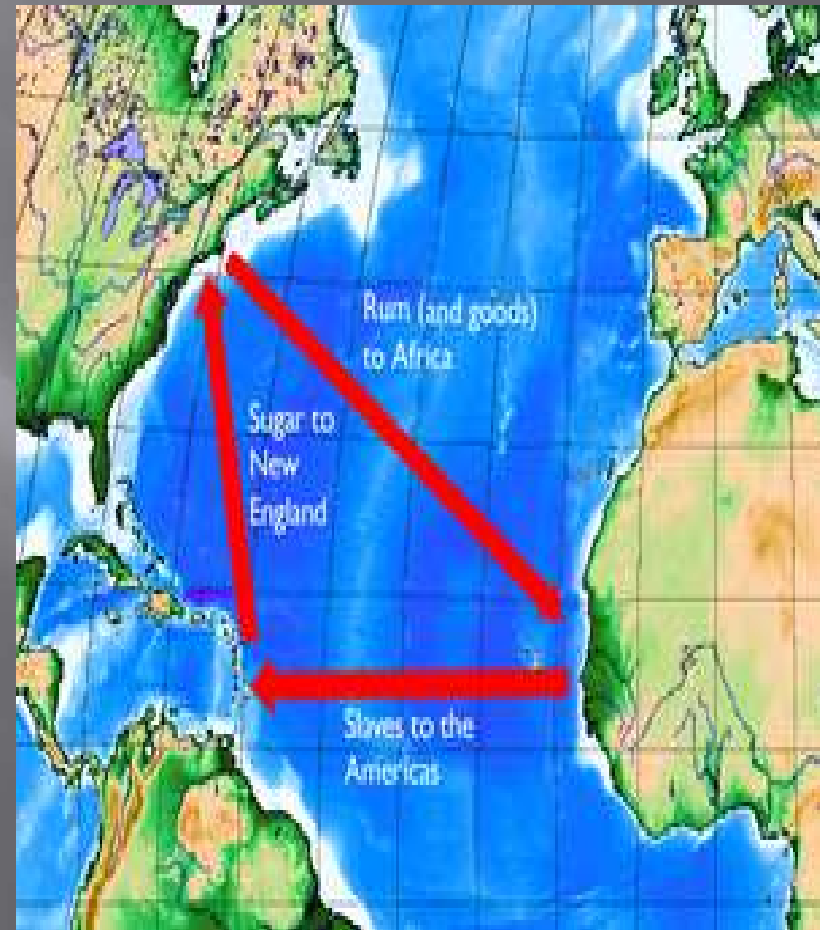 Rum (and goods)
to Africa
Sugar to
New
England
Slaves to the
Americas